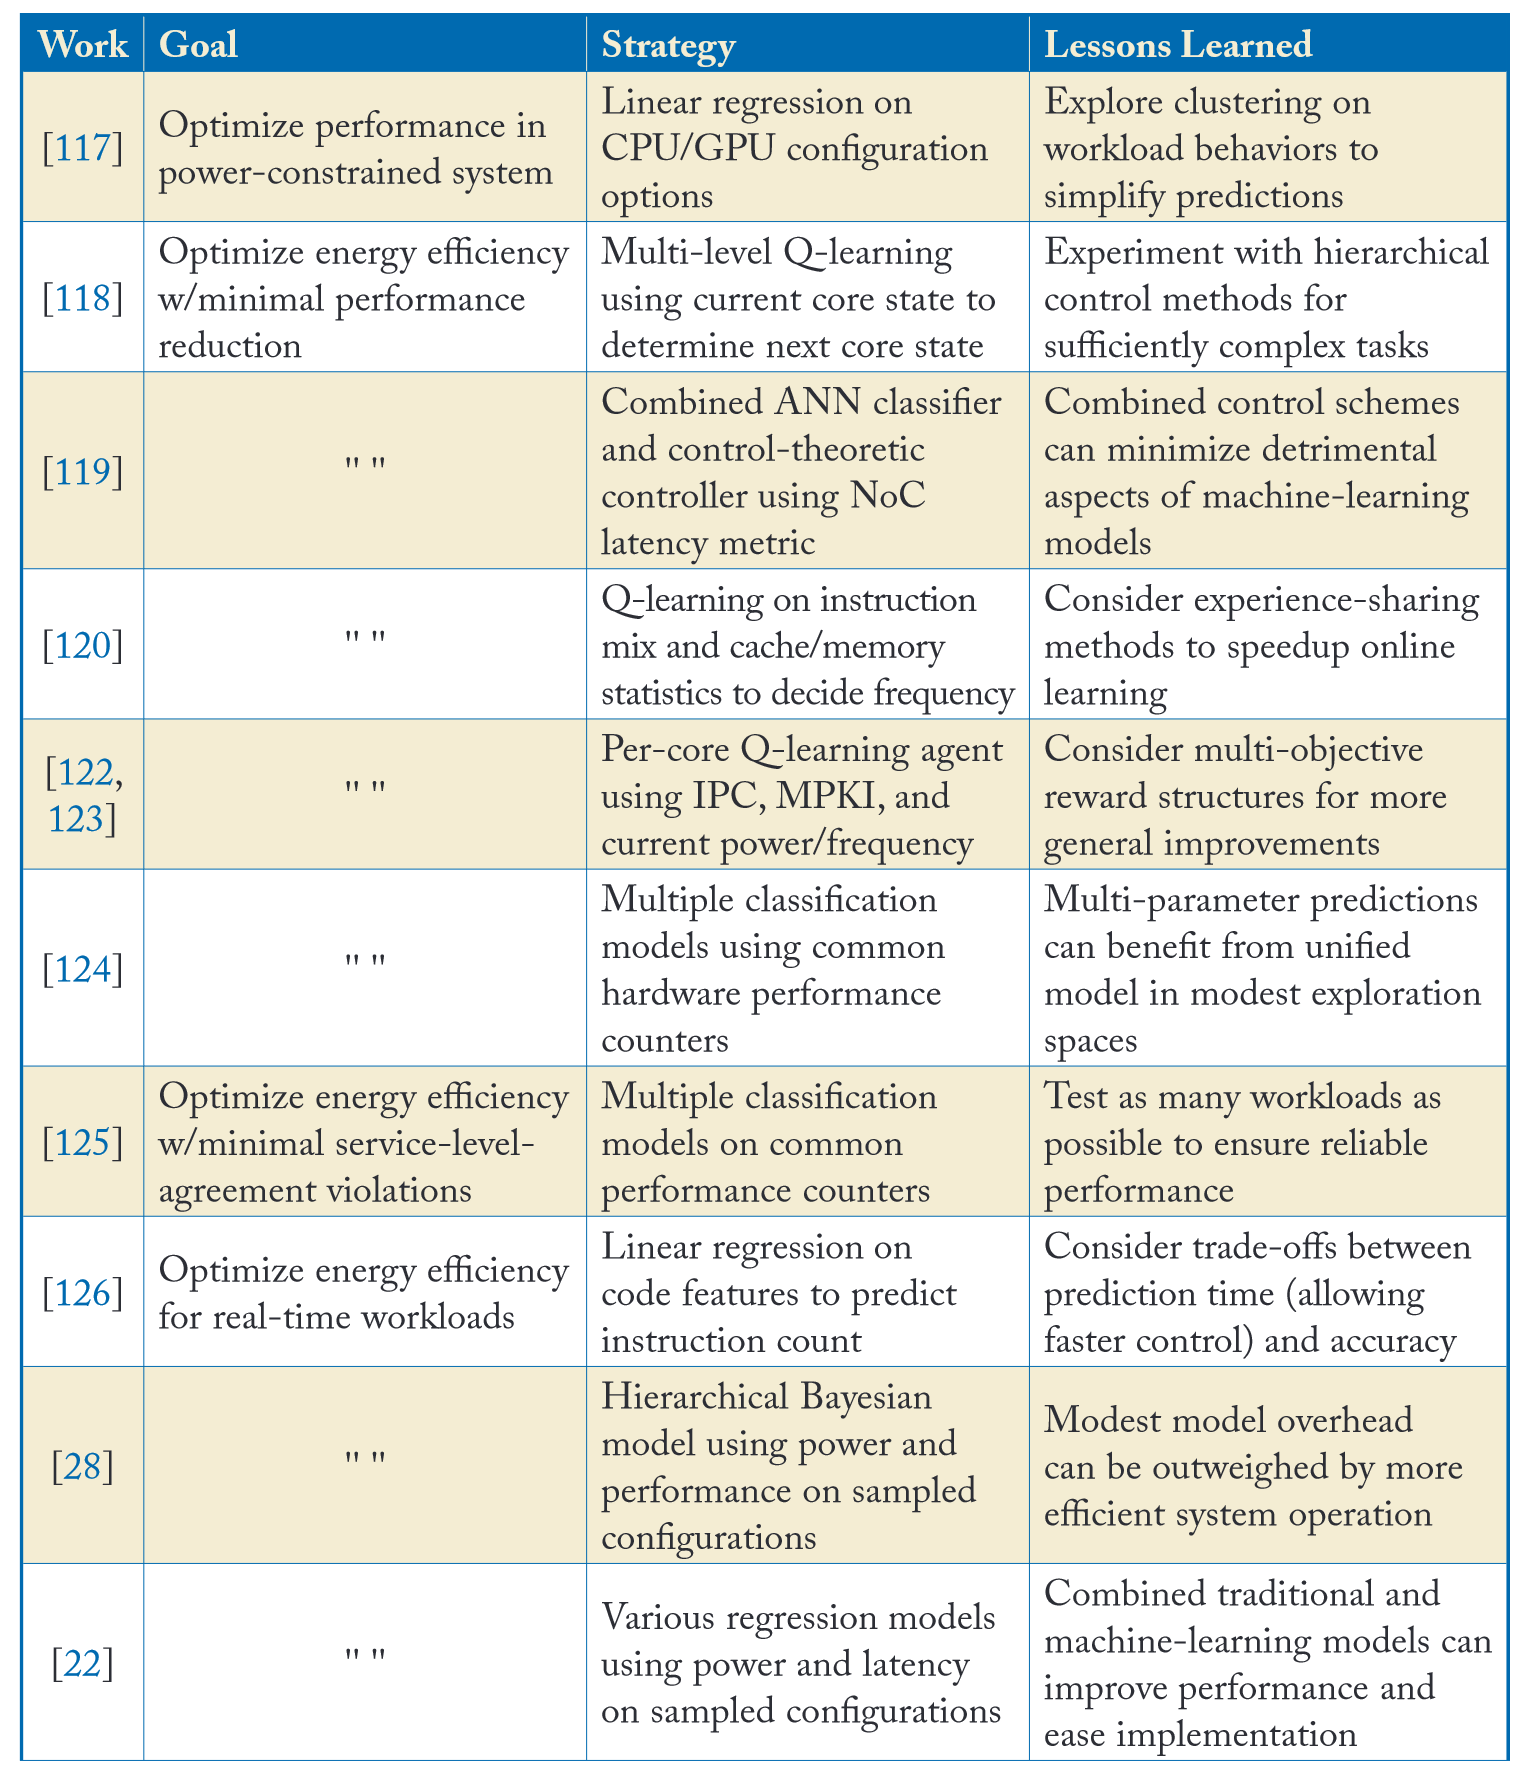 Work Goal Strategy Lessons Learned
[117]
Optimize performance in
power-constrained system
Linear regression on
CPU/GPU configuration
options
Explore clustering on
workload behaviors to
simplify predictions
[118]
Optimize energy efficiency
w/minimal performance
reduction
Multi-level Q-learning
using current core state to
determine next core state
Experiment with hierarchical
control methods for
sufficiently complex tasks
[119]
" "
Combined ANN classifier
and control-theoretic
controller using NoC
latency metric
Combined control schemes
can minimize detrimental
aspects of machine-learning
models
[120]
" "
Q-learning on instruction
mix and cache/memory
statistics to decide frequency
Consider experience-sharing
methods to speedup online
learning
[122,
123]
" "
Per-core Q-learning agent
using IPC, MPKI, and
current power/frequency
Consider multi-objective
reward structures for more
general improvements
[124]
" "
Multiple classification
models using common
hardware performance
counters
Multi-parameter predictions
can benefit from unified
model in modest exploration
spaces
[125]
Optimize energy efficiency
w/minimal service-level-
agreement violations
Multiple classification
models on common
performance counters
Test as many workloads as
possible to ensure reliable
performance
[126]
Optimize energy efficiency
for real-time workloads
Linear regression on
code features to predict
instruction count
Consider trade-offs between
prediction time (allowing
faster control) and accuracy
[28]
" "
Hierarchical Bayesian
model using power and
performance on sampled
configurations
Modest model overhead
can be outweighed by more
efficient system operation
[22]
" "
Various regression models
using power and latency
on sampled configurations
Combined traditional and
machine-learning models can
improve performance and
ease implementation